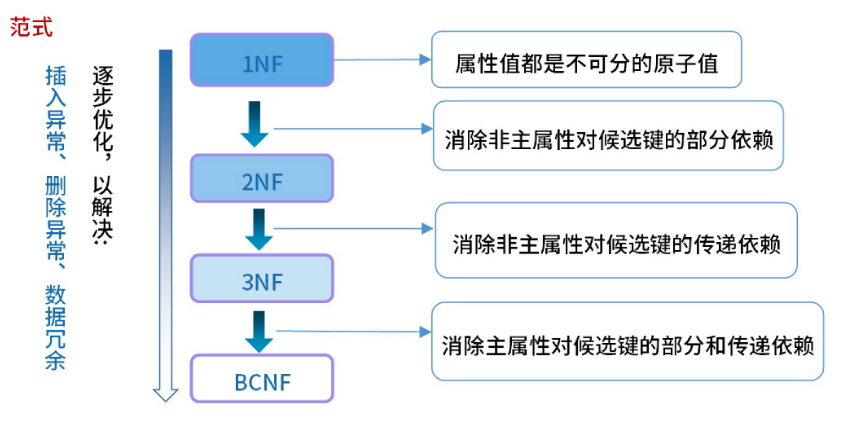 范式
逐步优化，以解决：
插入异常、删除异常、数据冗余
1NF
属性值都是不可分的原子值
消除非主属性对候选键的部分依赖
2NF
消除非主属性对候选键的传递依赖
3NF
消除主属性对候选键的部分和传递依赖
BCNF